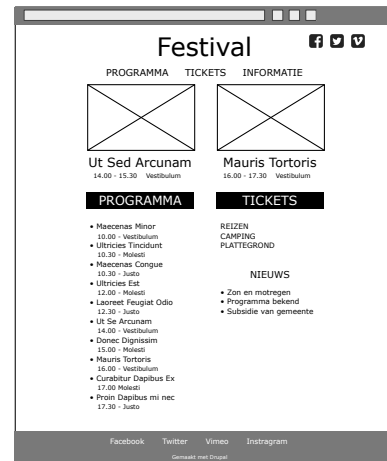 Festival
PROGRAMMA TICKETS INFORMATIE
Ut Sed Arcunam
14.00 - 15.30 Vestibulum
Mauris Tortoris
16.00 - 17.30 Vestibulum
PROGRAMMA
• Maecenas Minor
10.00 - Vestibulum
• Ultricies Tincidunt
10.30 - Molesti
• Maecenas Congue
10.30 - Justo
• Ultricies Est
12.00 - Molesti
• Laoreet Feugiat Odio
12.30 - Justo
• Ut Se Arcunam
14.00 - Vestibulum
• Donec Dignissim
15.00 - Molesti
• Mauris Tortoris
16.00 - Vestibulum
• Curabitur Dapibus Ex
17.00 Molesti
• Proin Dapibus mi nec
17.30 - Justo
TICKETS
REIZEN
CAMPING
PLATTEGROND
NIEUWS
• Zon en motregen
• Programma bekend
• Subsidie van gemeente
Facebook Twitter Vimeo Instragram
Gemaakt met Drupal